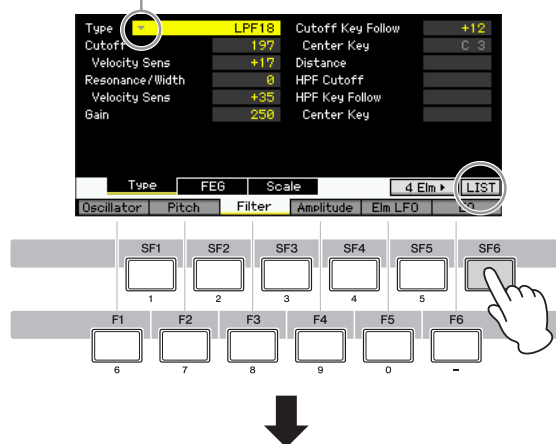 Type LPF18 Cutoff Key Follow +12
Cutoff 197 Center Key C 3
Velocity Sens +17 Distance
Resonance/Width 0 HPF Cutoff
Velocity Sens +35 HPF Key Follow
Gain 250 Center Key
Type FEG Scale 4 Elm LIST
Oscillator Pitch Filter Amplitude Elm LFO EQ
SF1 SF2 SF3 SF4 SF5 SF6
1 2 3 4 5
F1 F2 F3 F4 F5 F6
6 7 8 9 0 –